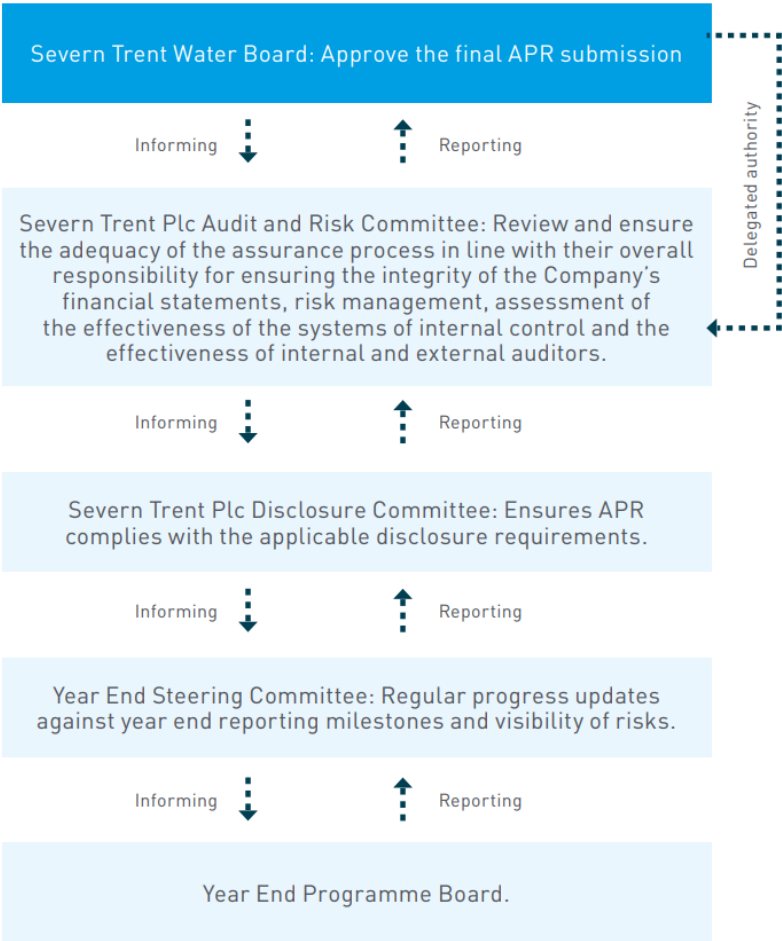 Severn Trent Water Board: Approve the final APR submission
Informing
Reporting
Delegated authority
Severn Trent Plc Audit and Risk Committee: Review and ensure
the adequacy of the assurance process in line with their overall
responsibility for ensuring the integrity of the Company’s
financial statements, risk management, assessment of
the effectiveness of the systems of internal control and the
effectiveness of internal and external auditors.
Informing
Reporting
Severn Trent Plc Disclosure Committee: Ensures APR
complies with the applicable disclosure requirements.
Informing
Reporting
Year End Steering Committee: Regular progress updates
against year end reporting milestones and visibility of risks.
Informing
Reporting
Year End Programme Board.